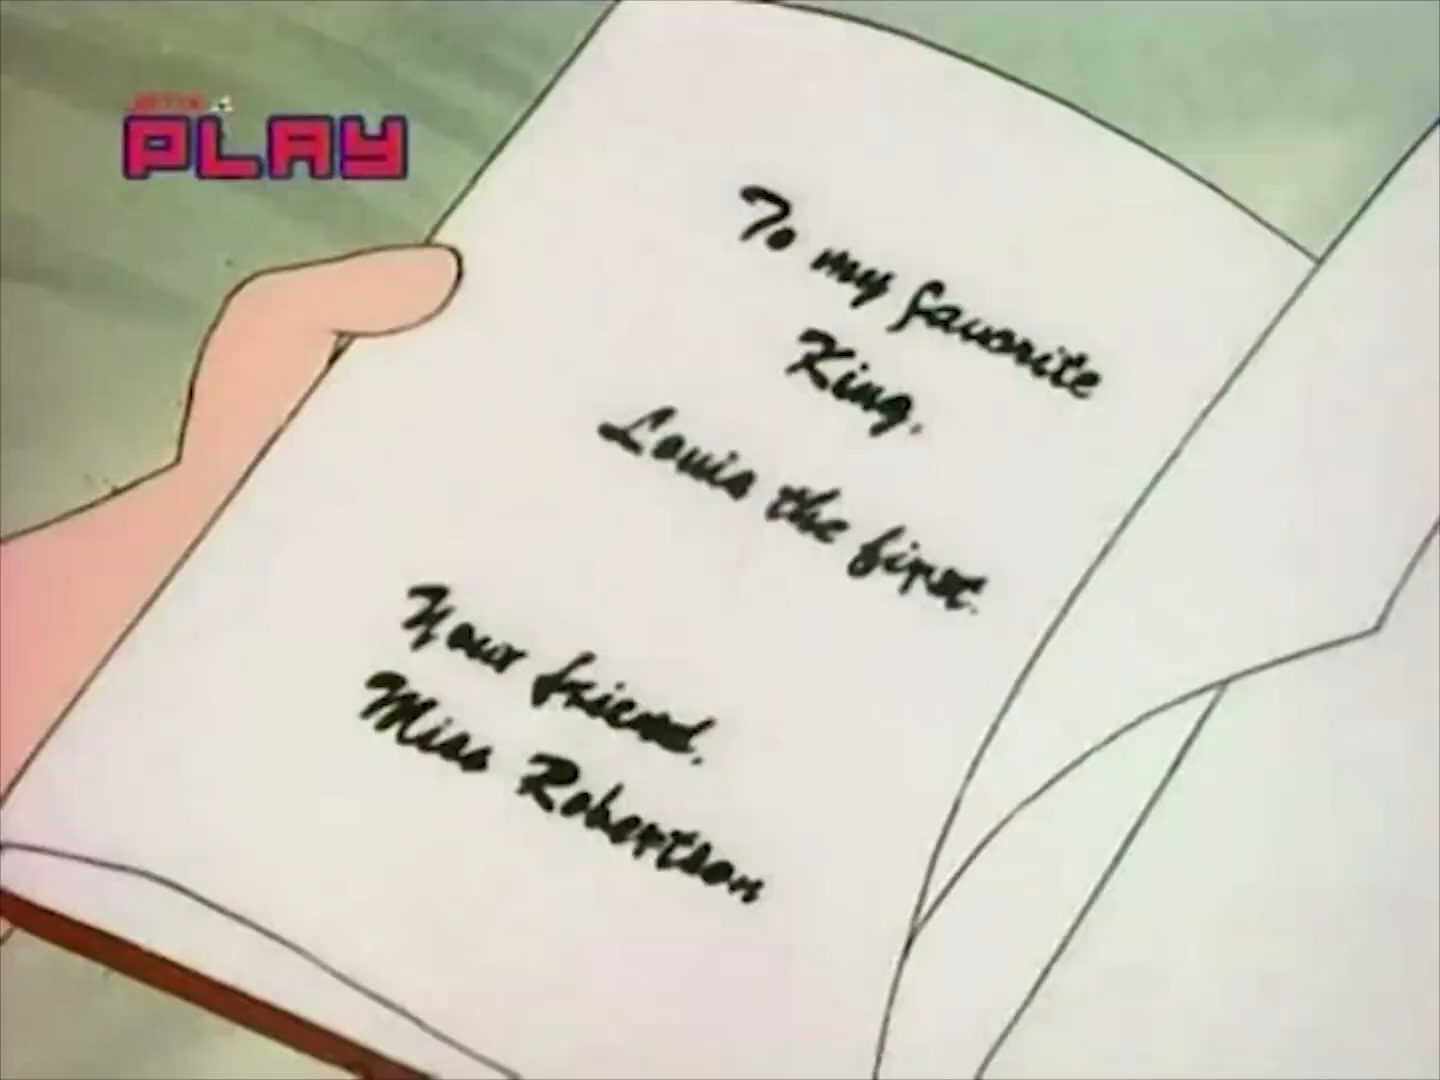 PLAY
To my favorite
King,
Louis the first.
Your friend,
Miss Robertson